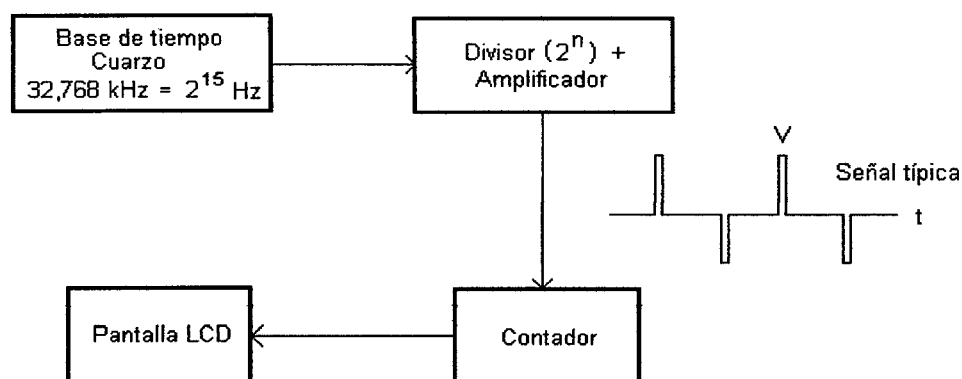 Base de tiempo
Cuarzo
32,768 kHz = 2^15 Hz
Divisor (2^n) +
Amplificador
V
Señal típica
t
Pantalla LCD
Contador